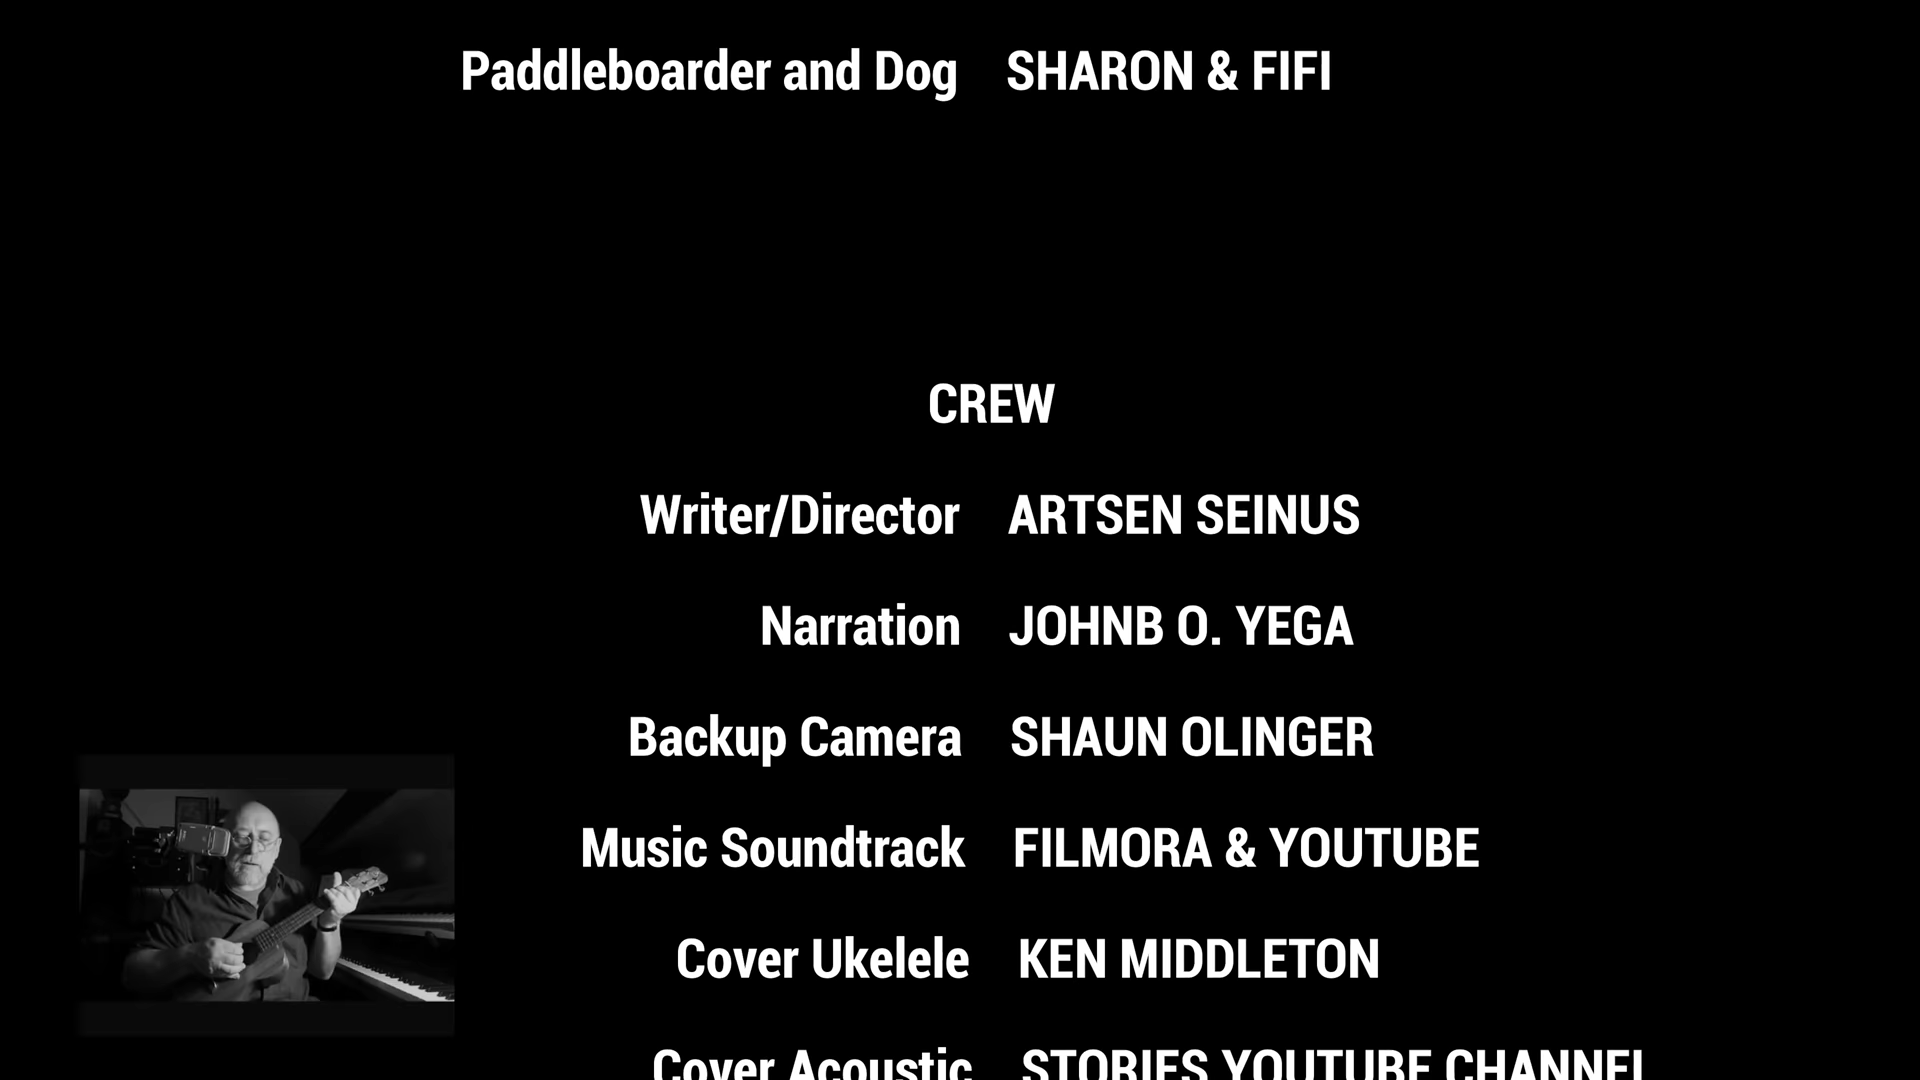 Paddleboarder and Dog SHARON & FIFI
CREW
Writer/Director ARTSEN SEINUS
Narration JOHNB O. YEGA
Backup Camera SHAUN OLINGER
Music Soundtrack FILMORA & YOUTUBE
Cover Ukelele KEN MIDDLETON
Cover Acoustic STORIES YOUTUBE CHANNEL